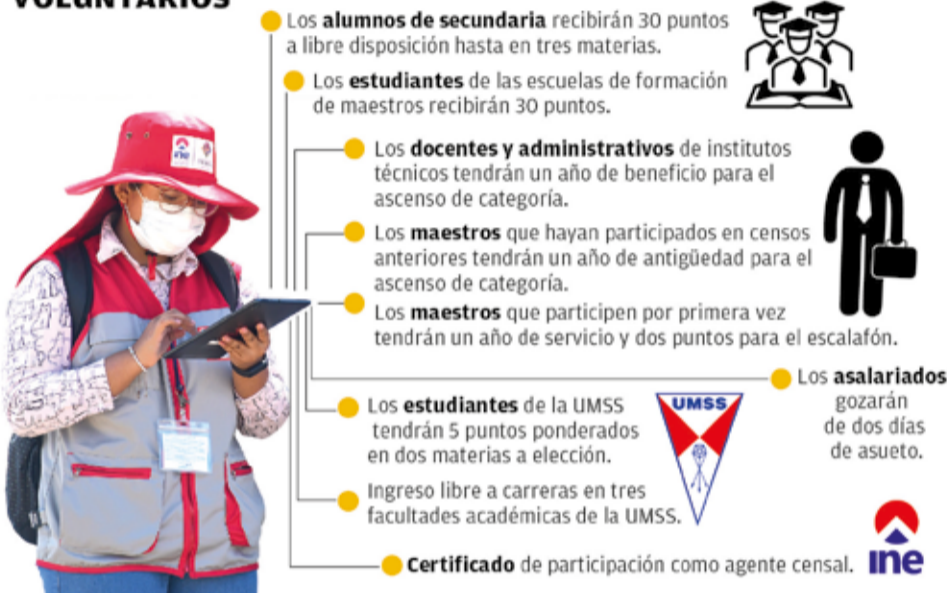 VOLUNTARIOS
Los alumnos de secundaria recibirán 30 puntos
a libre disposición hasta en tres materias.
Los estudiantes de las escuelas de formación
de maestros recibirán 30 puntos.
Los docentes y administrativos de institutos
técnicos tendrán un año de beneficio para el
ascenso de categoría.
Los maestros que hayan participados en censos
anteriores tendrán un año de antigüedad para el
ascenso de categoría.
Los maestros que participen por primera vez
tendrán un año de servicio y dos puntos para el escalafón.
Los asalariados
gozarán
de dos días
de asueto.
Los estudiantes de la UMSS
tendrán 5 puntos ponderados
en dos materias a elección.
UMSS
Ingreso libre a carreras en tres
facultades académicas de la UMSS.
Certificado de participación como agente censal.
ine
ine